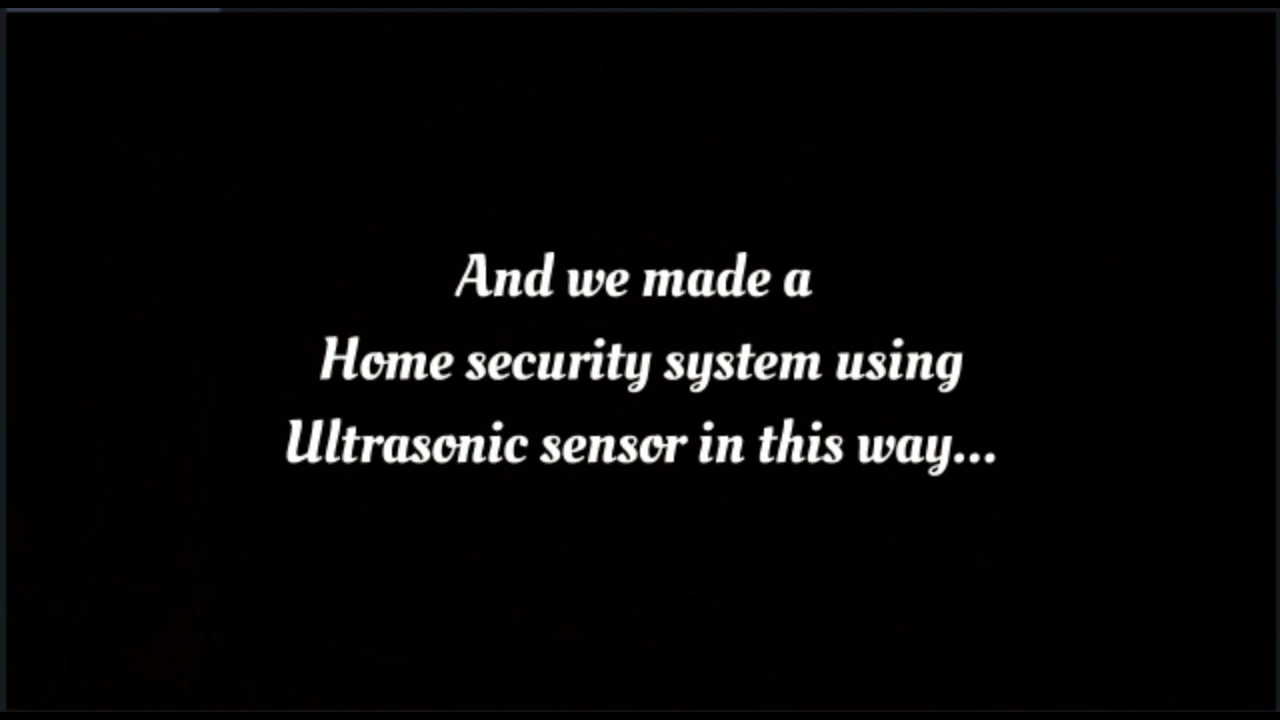 And we made a
Home security system using
Ultrasonic sensor in this way...